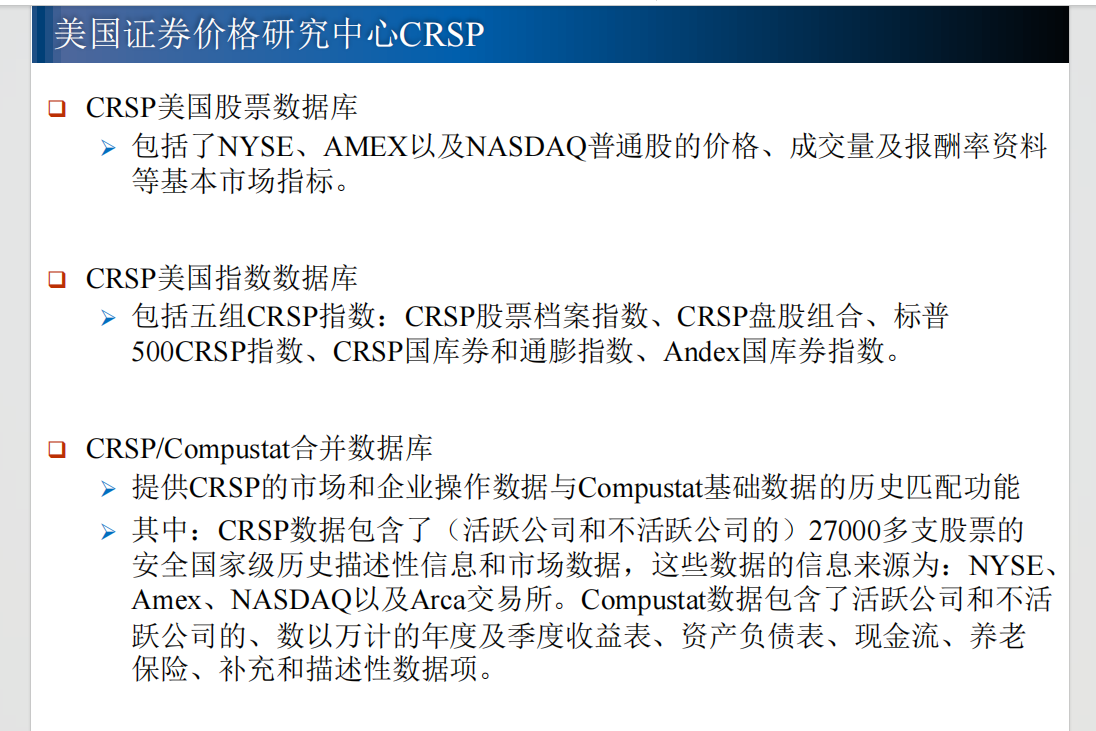 美国证券价格研究中心CRSP
CRSP美国股票数据库
包括了NYSE、AMEX以及NASDAQ普通股的价格、成交量及报酬率资料
等基本市场指标。
CRSP美国指数数据库
包括五组CRSP指数：CRSP股票档案指数、CRSP盘股组合、标普
500CRSP指数、CRSP国库券和通膨指数、Andex国库券指数。
CRSP/Compustat合并数据库
提供CRSP的市场和企业操作数据与Compustat基础数据的历史匹配功能
其中：CRSP数据包含了（活跃公司和不活跃公司的）27000多支股票的
安全国家级历史描述性信息和市场数据，这些数据的信息来源为：NYSE、
Amex、NASDAQ以及Arca交易所。Compustat数据包含了活跃公司和不活
跃公司的、数以万计的年度及季度收益表、资产负债表、现金流、养老
保险、补充和描述性数据项。